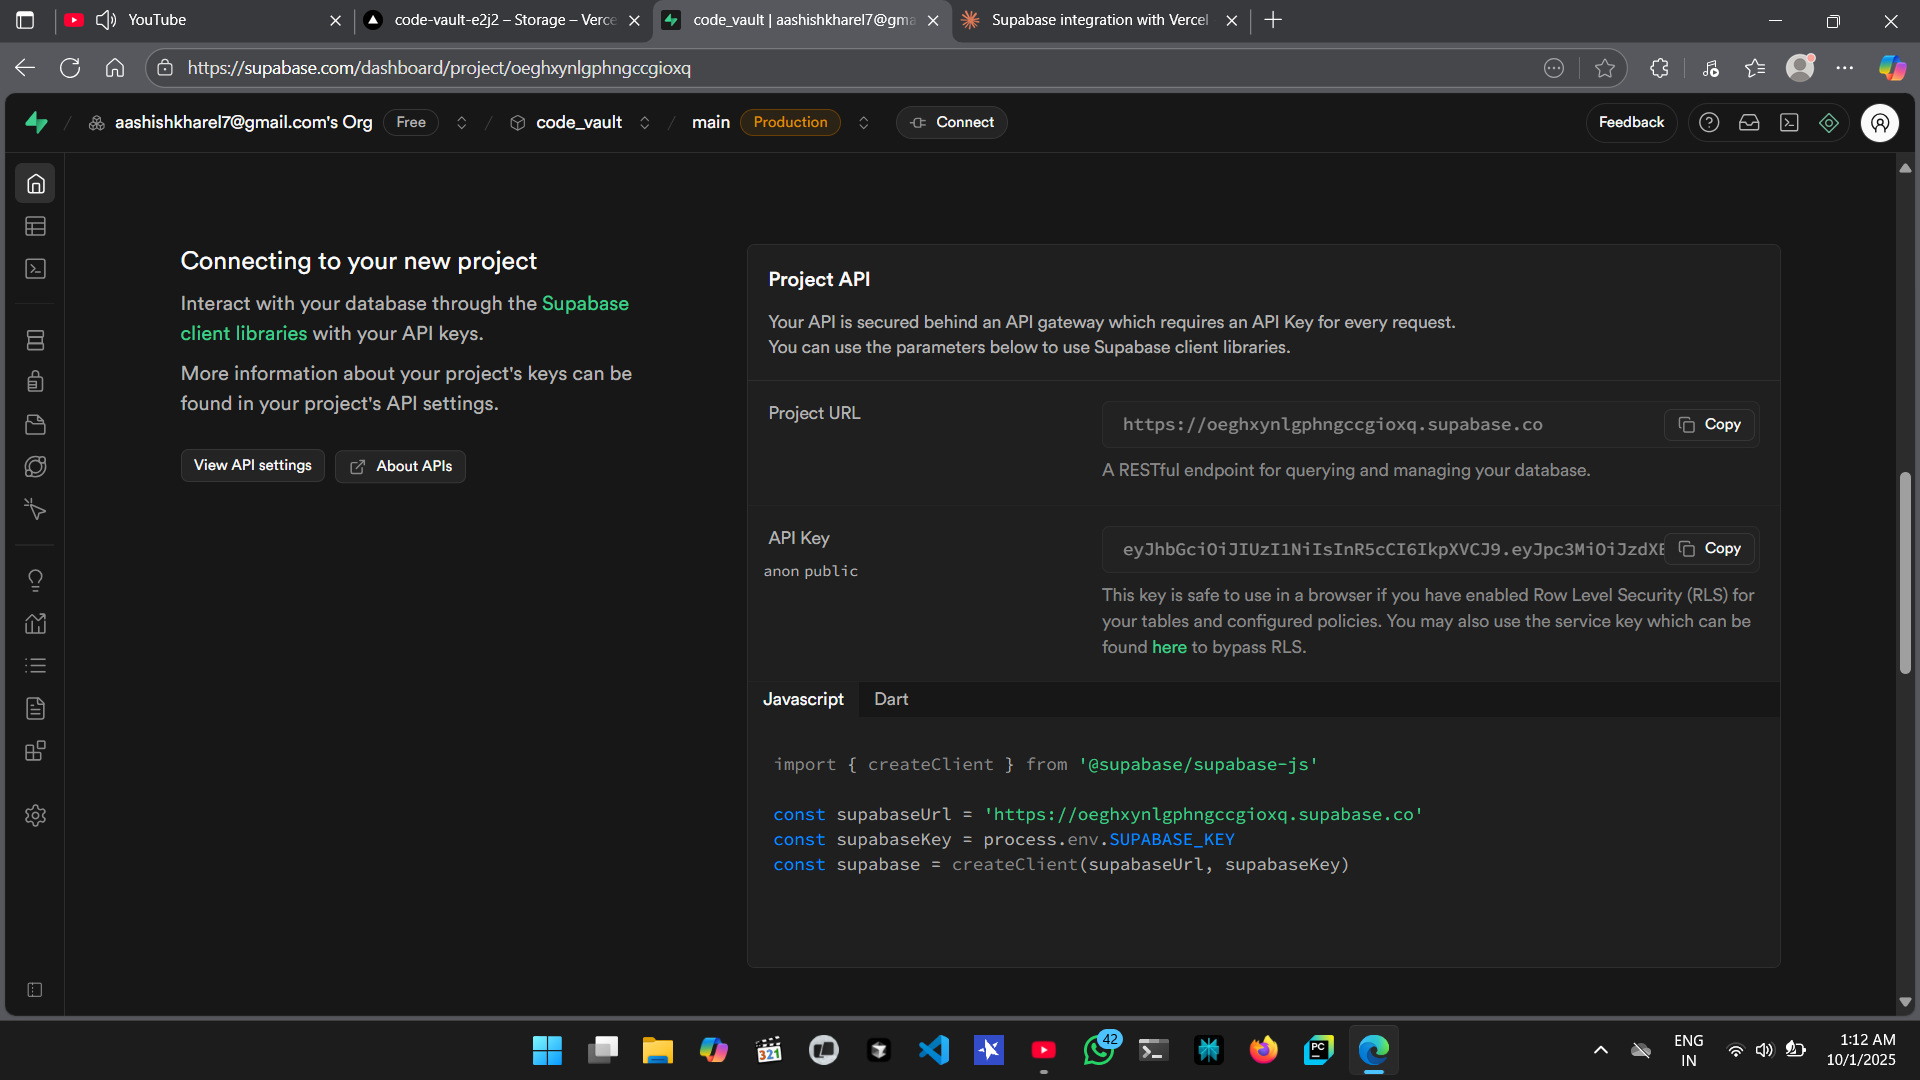 YouTube
code-vault-e2j2 – Storage – Verce
code_vault | aashishkharel7@gma
Supabase integration with Vercel
https://supabase.com/dashboard/project/oeghxynlgphngccgioxq
aashishkharel7@gmail.com's Org
Free
code_vault
main
Production
Connect
Feedback
Connecting to your new project
Interact with your database through the Supabase
client libraries with your API keys.
More information about your project's keys can be
found in your project's API settings.
View API settings
About APIs
Project API
Your API is secured behind an API gateway which requires an API Key for every request.
You can use the parameters below to use Supabase client libraries.
Project URL
https://oeghxynlgphngccgioxq.supabase.co
Copy
A RESTful endpoint for querying and managing your database.
API Key
anon public
eyJhbGciOiJIUzI1NiIsInR5cCI6IkpXVCJ9.eyJpc3MiOiJzdXB
Copy
This key is safe to use in a browser if you have enabled Row Level Security (RLS) for
your tables and configured policies. You may also use the service key which can be
found here to bypass RLS.
Javascript
Dart
import { createClient } from '@supabase/supabase-js'
const supabaseUrl = 'https://oeghxynlgphngccgioxq.supabase.co'
const supabaseKey = process.env.SUPABASE_KEY
const supabase = createClient(supabaseUrl, supabaseKey)
321
42
PC
ENG
IN
1:12 AM
10/1/2025